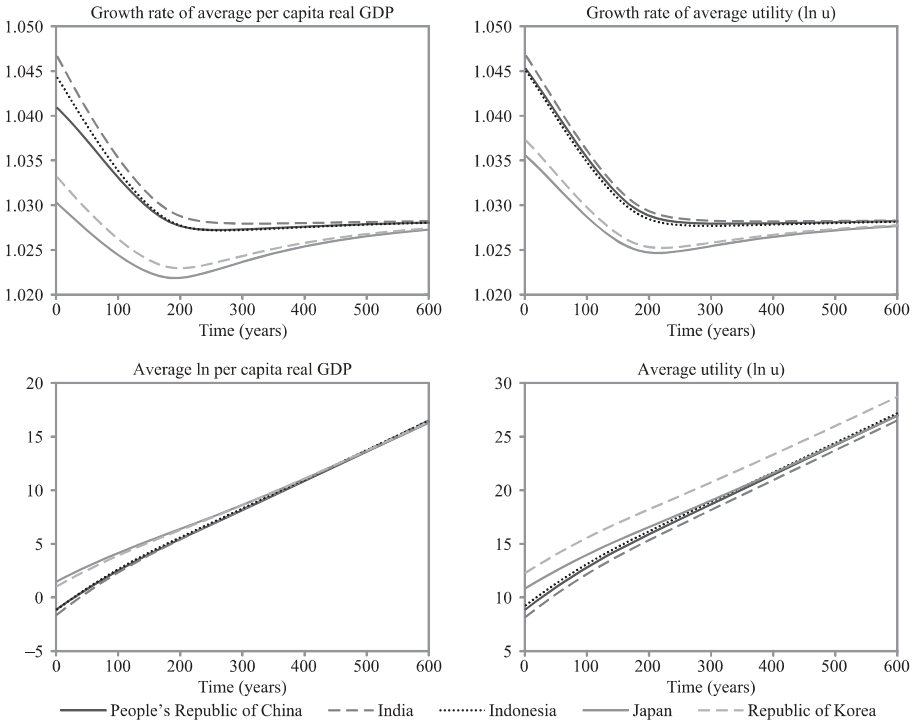 Growth rate of average per capita real GDP
1.050
1.045
1.040
1.035
1.030
1.025
1.020
0 100 200 300 400 500 600
Time (years)
Growth rate of average utility (ln u)
1.050
1.045
1.040
1.035
1.030
1.025
1.020
0 100 200 300 400 500 600
Time (years)
Average ln per capita real GDP
20
15
10
5
0
–5
0 100 200 300 400 500 600
Time (years)
Average utility (ln u)
30
25
20
15
10
5
0 100 200 300 400 500 600
Time (years)
People’s Republic of China India Indonesia Japan Republic of Korea